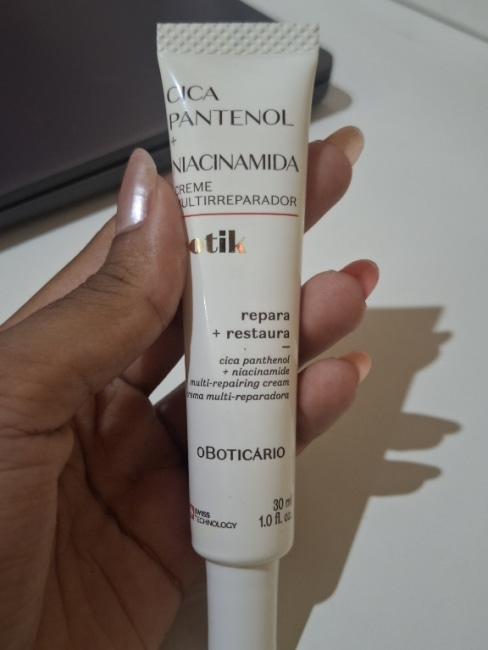 CICA
PANTENOL
+
NIACINAMIDA
CREME
MULTIRREPARADOR
otik
repara
+ restaura
cica panthenol
+ niacinamide
multi-repairing cream
crema multi-reparadora
oBOTICÁRIO
30 ml
1.0 fl. oz.
SWISS
TECHNOLOGY